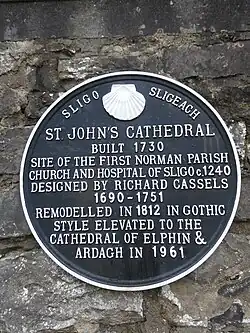 SLIGO SLIGEACH
ST JOHN'S CATHEDRAL
BUILT 1730
SITE OF THE FIRST NORMAN PARISH
CHURCH AND HOSPITAL OF SLIGO c.1240
DESIGNED BY RICHARD CASSELS
1690-1751
REMODELLED IN 1812 IN GOTHIC
STYLE ELEVATED TO THE
CATHEDRAL OF ELPHIN &
ARDAGH IN 1961